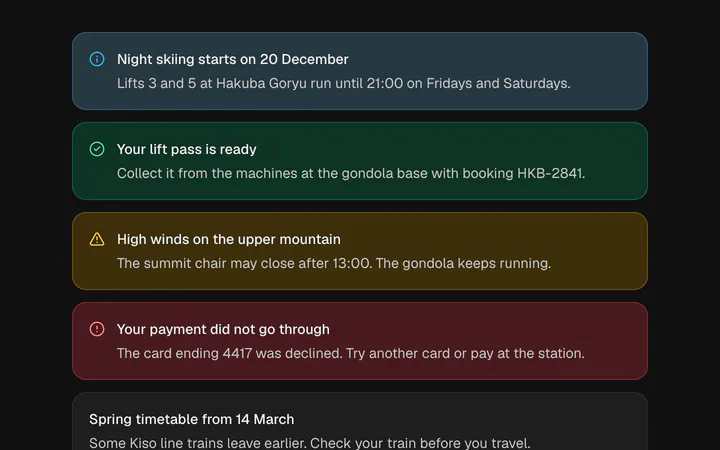 Night skiing starts on 20 December
Lifts 3 and 5 at Hakuba Goryu run until 21:00 on Fridays and Saturdays.
Your lift pass is ready
Collect it from the machines at the gondola base with booking HKB-2841.
High winds on the upper mountain
The summit chair may close after 13:00. The gondola keeps running.
Your payment did not go through
The card ending 4417 was declined. Try another card or pay at the station.
Spring timetable from 14 March
Some Kiso line trains leave earlier. Check your train before you travel.